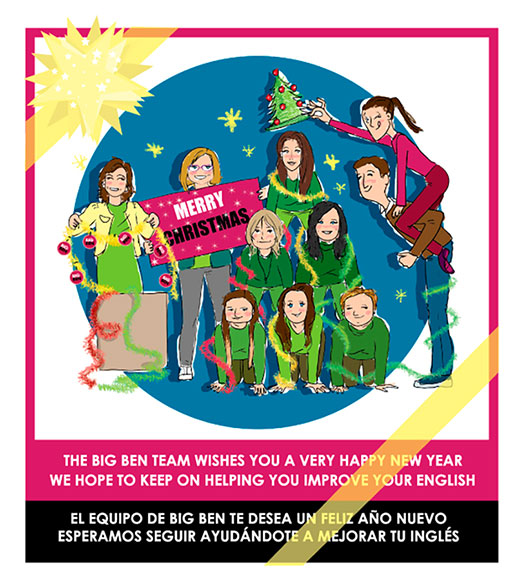 MERRY
CHRISTMAS
THE BIG BEN TEAM WISHES YOU A VERY HAPPY NEW YEAR
WE HOPE TO KEEP ON HELPING YOU IMPROVE YOUR ENGLISH
EL EQUIPO DE BIG BEN TE DESEA UN FELIZ AÑO NUEVO
ESPERAMOS SEGUIR AYUDÁNDOTE A MEJORAR TU INGLÉS